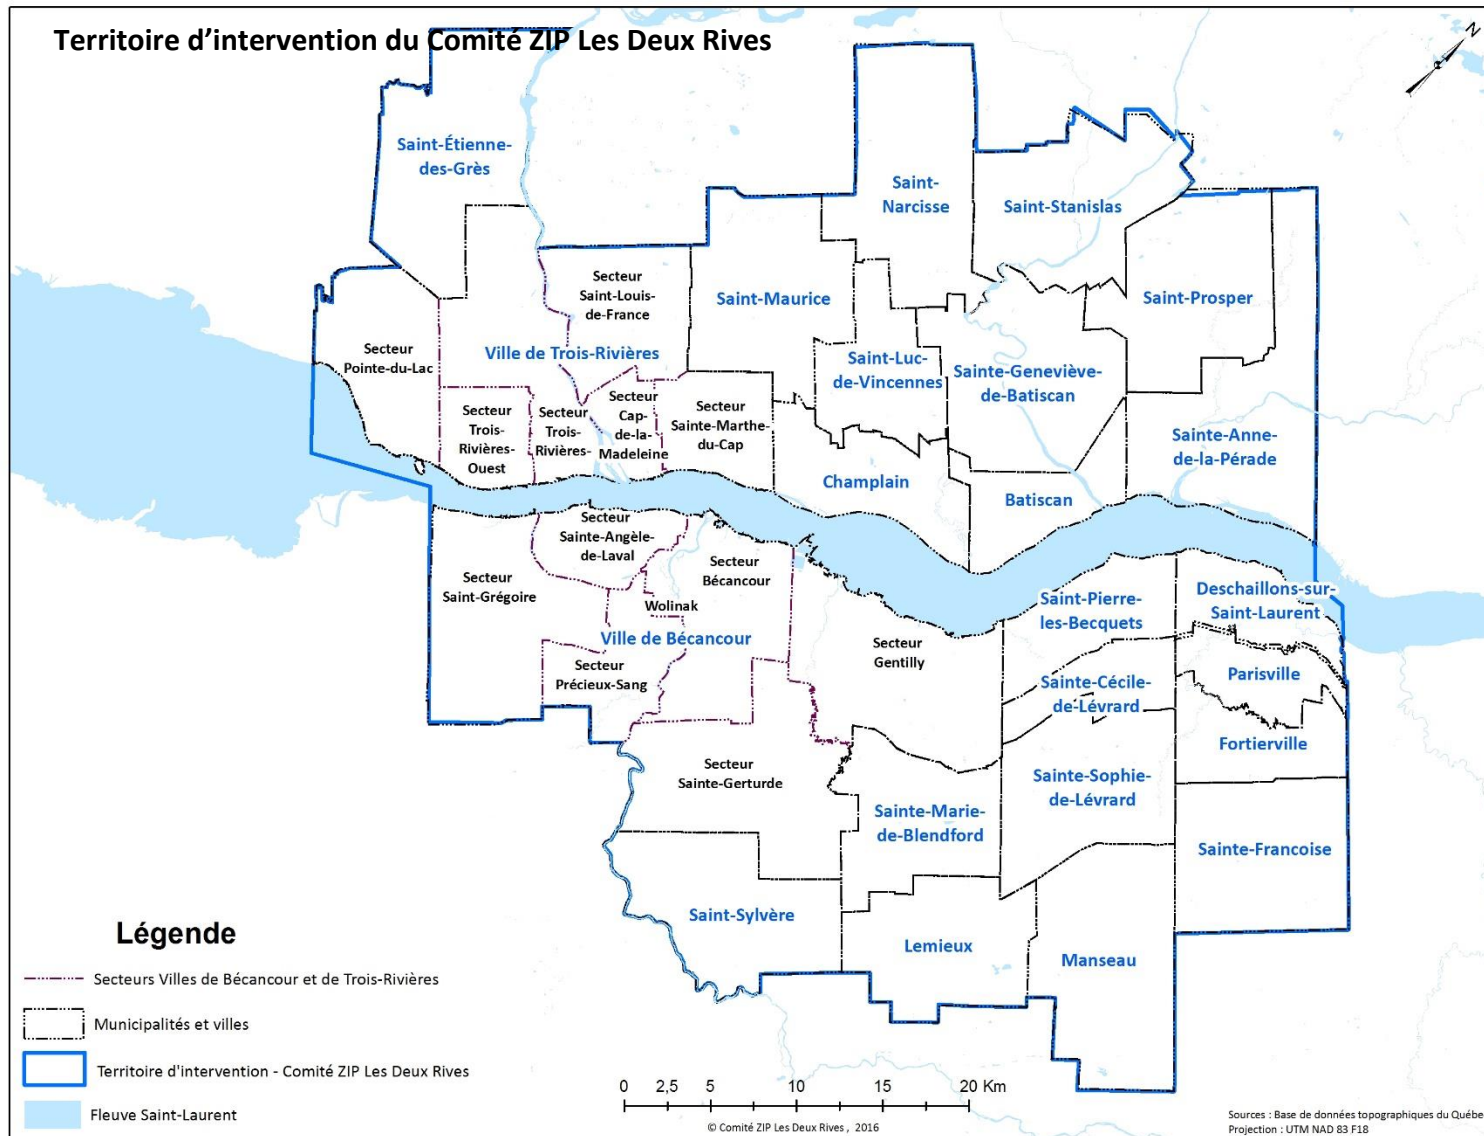 Territoire d'intervention du Comité ZIP Les Deux Rives
N
Saint-Étienne-
des-Grès
Saint-
Narcisse
Saint-Stanislas
Secteur
Saint-Louis-
de-France
Saint-Maurice
Saint-Prosper
Secteur
Pointe-du-Lac
Ville de Trois-Rivières
Saint-Luc-
de-Vincennes
Sainte-Geneviève-
de-Batiscan
Secteur
Trois-
Rivières-
Ouest
Secteur
Trois-
Rivières-
Secteur
Cap-
de-la-
Madeleine
Secteur
Sainte-Marthe-
du-Cap
Sainte-Anne-
de-la-Pérade
Champlain
Batiscan
Secteur
Sainte-Angèle-
de-Laval
Secteur
Saint-Grégoire
Secteur
Bécancour
Wolinak
Ville de Bécancour
Secteur
Précieux-Sang
Secteur
Gentilly
Saint-Pierre-
les-Becquets
Deschaillons-sur-
Saint-Laurent
Sainte-Cécile-
de-Lévrard
Parisville
Fortierville
Secteur
Sainte-Gerturde
Sainte-Marie-
de-Blendford
Sainte-Sophie-
de-Lévrard
Sainte-Francoise
Saint-Sylvère
Lemieux
Manseau
Légende
Secteurs Villes de Bécancour et de Trois-Rivières
Municipalités et villes
Territoire d'intervention - Comité ZIP Les Deux Rives
Fleuve Saint-Laurent
0 2,5 5 10 15 20 Km
© Comité ZIP Les Deux Rives , 2016
Sources : Base de données topographiques du Québe
Projection : UTM NAD 83 F18